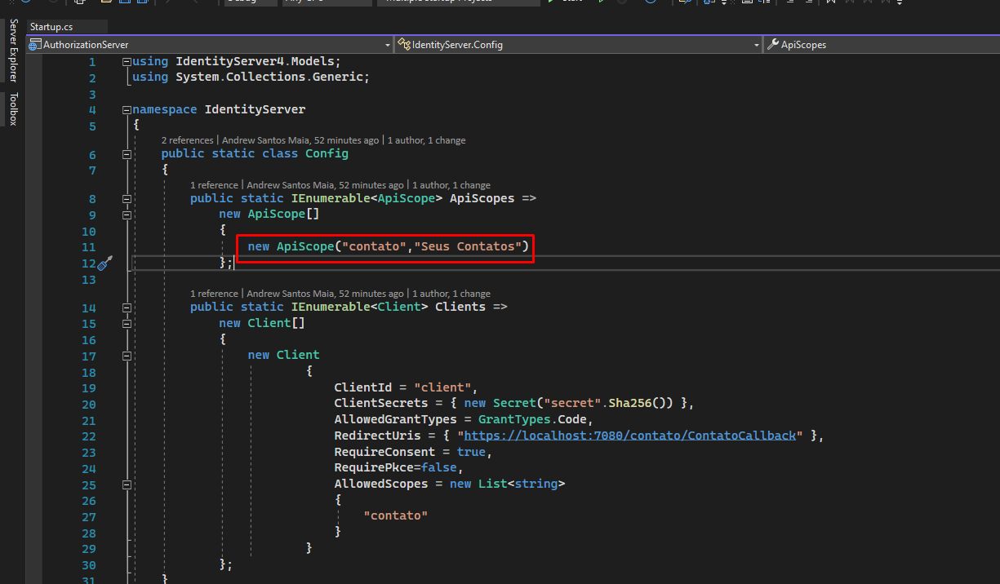 Startup.cs
Server Explorer
Toolbox
AuthorizationServer
IdentityServer.Config
ApiScopes
1 using IdentityServer4.Models;
2 using System.Collections.Generic;
3
4 namespace IdentityServer
5 {
2 references | Andrew Santos Maia, 52 minutes ago | 1 author, 1 change
6 public static class Config
7 {
1 reference | Andrew Santos Maia, 52 minutes ago | 1 author, 1 change
8 public static IEnumerable<ApiScope> ApiScopes =>
9 new ApiScope[]
10 {
11 new ApiScope("contato","Seus Contatos")
12 };
13
1 reference | Andrew Santos Maia, 52 minutes ago | 1 author, 1 change
14 public static IEnumerable<Client> Clients =>
15 new Client[]
16 {
17 new Client
18 {
19 ClientId = "client",
20 ClientSecrets = { new Secret("secret".Sha256()) },
21 AllowedGrantTypes = GrantTypes.Code,
22 RedirectUris = { "https://localhost:7080/contato/ContatoCallback" },
23 RequireConsent = true,
24 RequirePkce=false,
25 AllowedScopes = new List<string>
26 {
27 "contato"
28 }
29 }
30 };
31 }